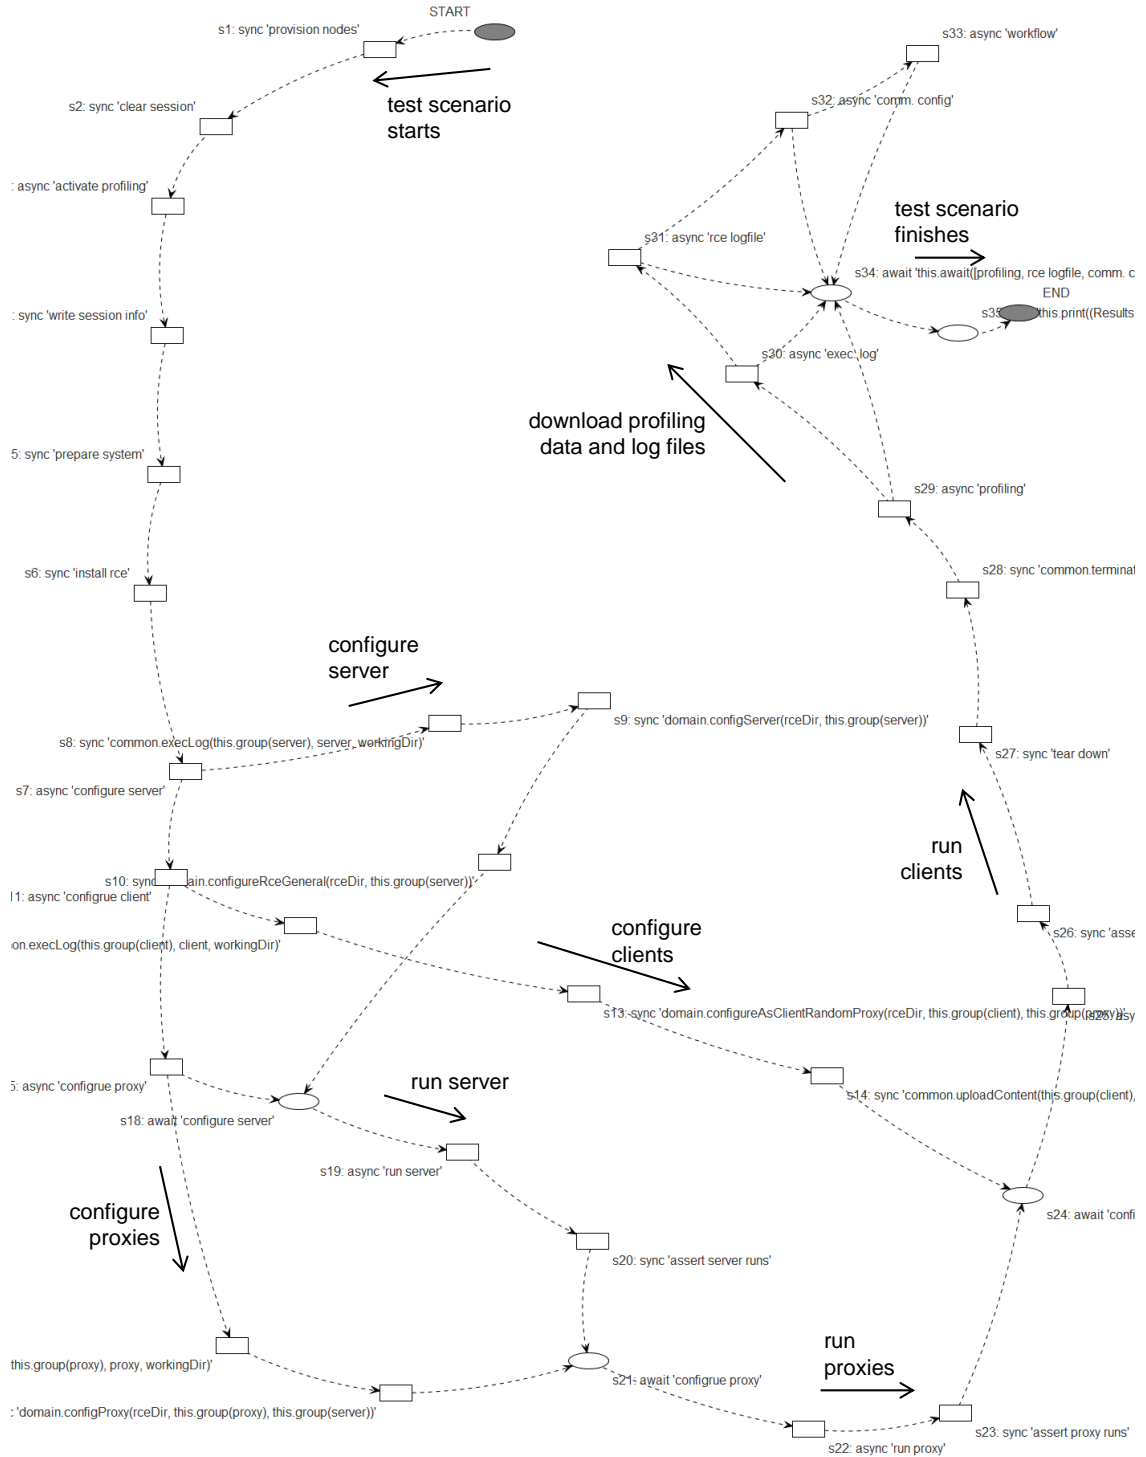 START
s1: sync 'provision nodes'
s33: async 'workflow'
test scenario
starts
s2: sync 'clear session'
s32: async 'comm. config'
: async 'activate profiling'
test scenario
finishes
s31: async 'rce logfile'
s34: await 'this.await([profiling, rce logfile, comm. c
END
: sync 'write session info'
'this.print((Results
s30: async 'exec. log'
download profiling
data and log files
5: sync 'prepare system'
s29: async 'profiling'
s6: sync 'install rce'
s28: sync 'common.terminat
configure
server
s9: sync 'domain.configServer(rceDir, this.group(server))'
s8: sync 'common.execLog(this.group(server), server, workingDir)'
s27: sync 'tear down'
s7: async 'configure server'
run
clients
s10: sync ain.configureRceGeneral(rceDir, this.group(server))'
11: async 'configrue client'
configure
clients
s26: sync 'asse
on.execLog(this.group(client), client, workingDir)'
s13: sync 'domain.configureAsClientRandomProxy(rceDir, this.group(client), this.group(proxy))'
s25: asy
5: async 'configrue proxy'
run server
s14: sync 'common.uploadContent(this.group(client),
s18: await 'configure server'
s19: async 'run server'
configure
proxies
s24: await 'confi
s20: sync 'assert server runs'
run
proxies
this.group(proxy), proxy, workingDir)'
s21: await 'configrue proxy'
: 'domain.configProxy(rceDir, this.group(proxy), this.group(server))'
s23: sync 'assert proxy runs'
s22: async 'run proxy'